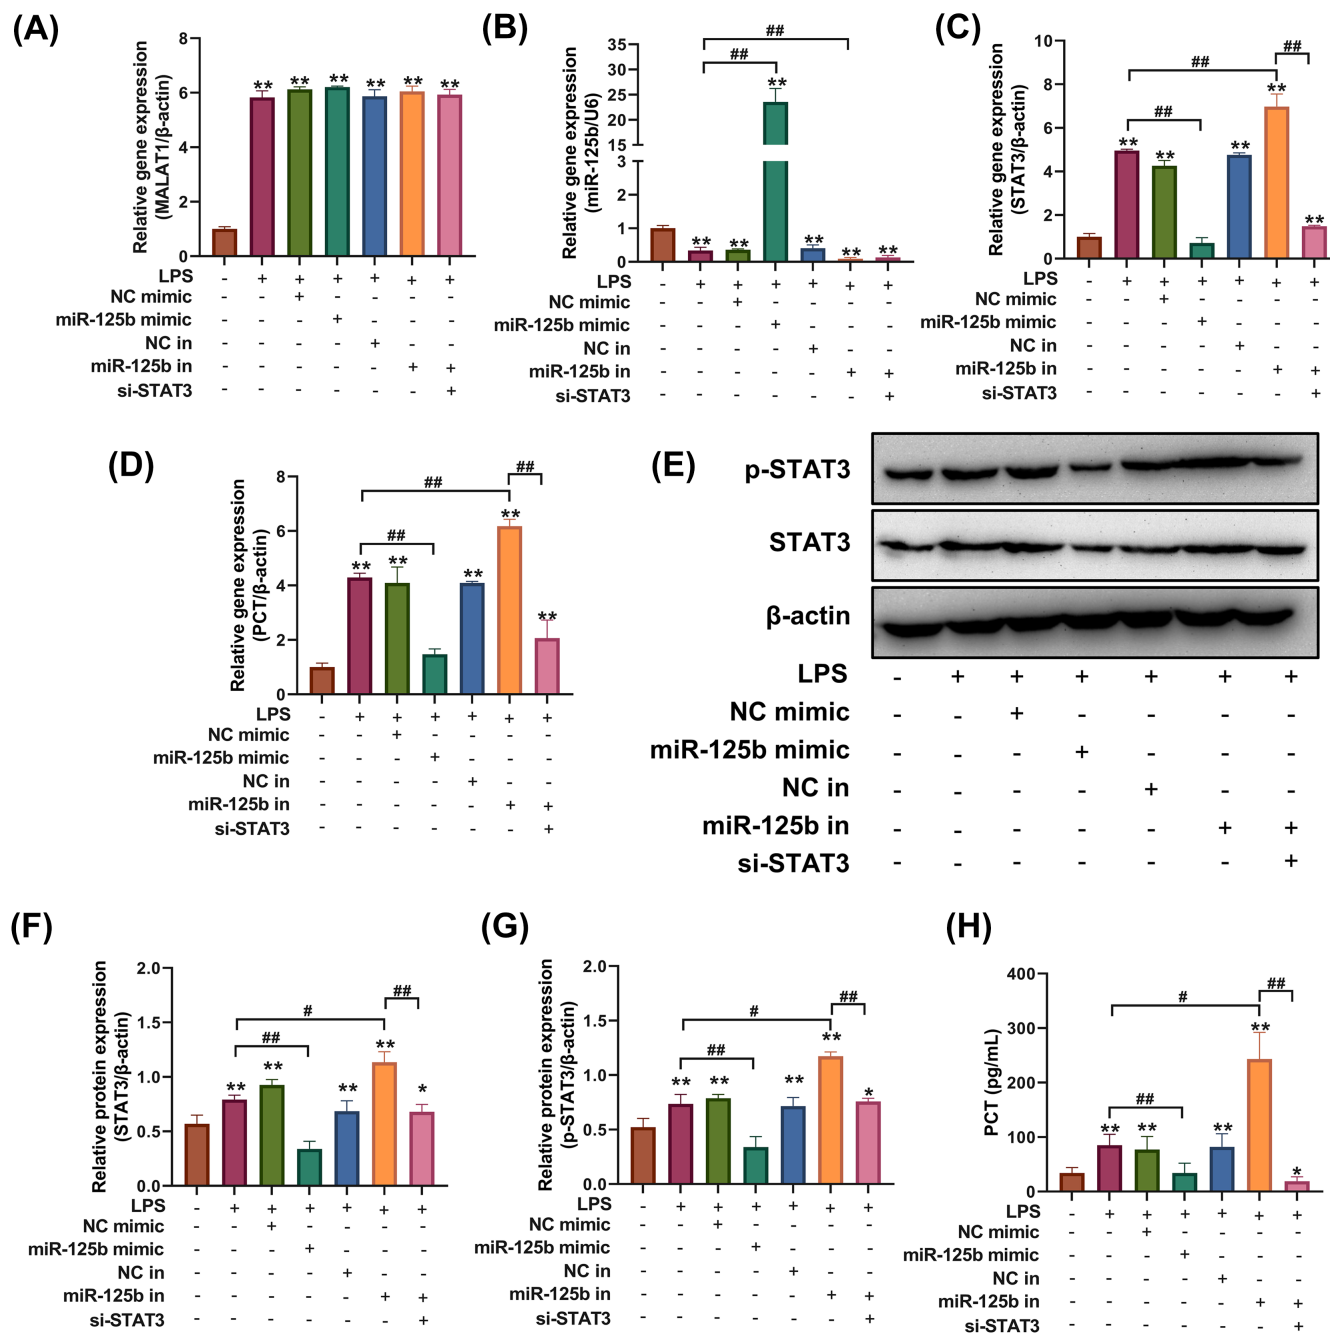 (A)
Relative gene expression
(MALAT1/β-actin)
8
6
4
2
0
** ** ** ** ** **
LPS - + + + + + +
NC mimic - - + - - - -
miR-125b mimic - - - + - - -
NC in - - - - + - -
miR-125b in - - - - - + +
si-STAT3 - - - - - - +
(B)
Relative gene expression
(miR-125b/U6)
35
30
25
20
15
10
5
3
2
1
0
##
##
** ** ** ** ** **
LPS - + + + + + +
NC mimic - - + - - - -
miR-125b mimic - - - + - - -
NC in - - - - + - -
miR-125b in - - - - - + +
si-STAT3 - - - - - - +
(C)
Relative gene expression
(STAT3/β-actin)
10
8
6
4
2
0
##
##
##
** ** ** ** **
LPS - + + + + + +
NC mimic - - + - - - -
miR-125b mimic - - - + - - -
NC in - - - - + - -
miR-125b in - - - - - + +
si-STAT3 - - - - - - +
(D)
Relative gene expression
(PCT/β-actin)
8
6
4
2
0
##
##
##
** ** ** ** **
LPS - + + + + + +
NC mimic - - + - - - -
miR-125b mimic - - - + - - -
NC in - - - - + - -
miR-125b in - - - - - + +
si-STAT3 - - - - - - +
(E)
p-STAT3
STAT3
β-actin
LPS - + + + + + +
NC mimic - - + - - - -
miR-125b mimic - - - + - - -
NC in - - - - + - -
miR-125b in - - - - - + +
si-STAT3 - - - - - - +
(F)
Relative protein expression
(STAT3/β-actin)
2.0
1.5
1.0
0.5
0.0
##
#
##
** ** ** ** *
LPS - + + + + + +
NC mimic - - + - - - -
miR-125b mimic - - - + - - -
NC in - - - - + - -
miR-125b in - - - - - + +
si-STAT3 - - - - - - +
(G)
Relative protein expression
(p-STAT3/β-actin)
2.0
1.5
1.0
0.5
0.0
##
#
##
** ** ** ** *
LPS - + + + + + +
NC mimic - - + - - - -
miR-125b mimic - - - + - - -
NC in - - - - + - -
miR-125b in - - - - - + +
si-STAT3 - - - - - - +
(H)
PCT (pg/mL)
400
300
200
100
0
##
#
##
** ** ** ** *
LPS - + + + + + +
NC mimic - - + - - - -
miR-125b mimic - - - + - - -
NC in - - - - + - -
miR-125b in - - - - - + +
si-STAT3 - - - - - - +